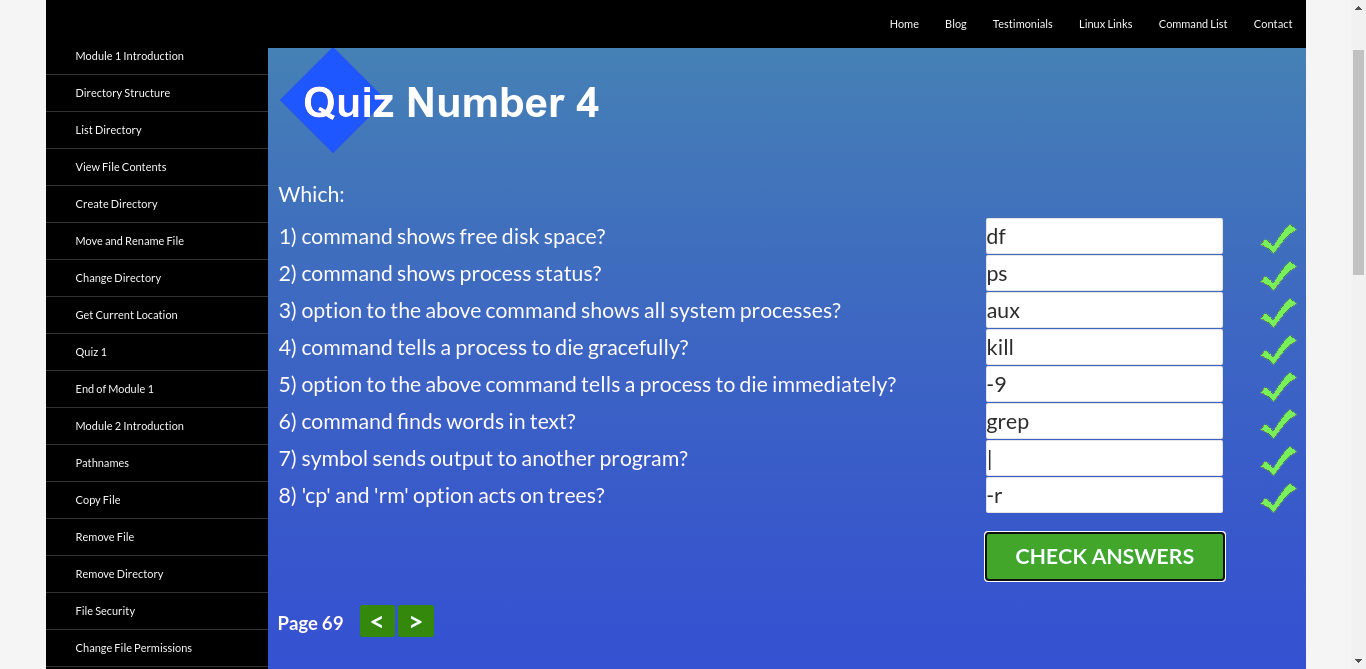 Home Blog Testimonials Linux Links Command List Contact
Module 1 Introduction
Directory Structure
List Directory
View File Contents
Create Directory
Move and Rename File
Change Directory
Get Current Location
Quiz 1
End of Module 1
Module 2 Introduction
Pathnames
Copy File
Remove File
Remove Directory
File Security
Change File Permissions
Quiz Number 4
Which:
1) command shows free disk space? df
2) command shows process status? ps
3) option to the above command shows all system processes? aux
4) command tells a process to die gracefully? kill
5) option to the above command tells a process to die immediately? -9
6) command finds words in text? grep
7) symbol sends output to another program? |
8) 'cp' and 'rm' option acts on trees? -r
CHECK ANSWERS
Page 69 < >